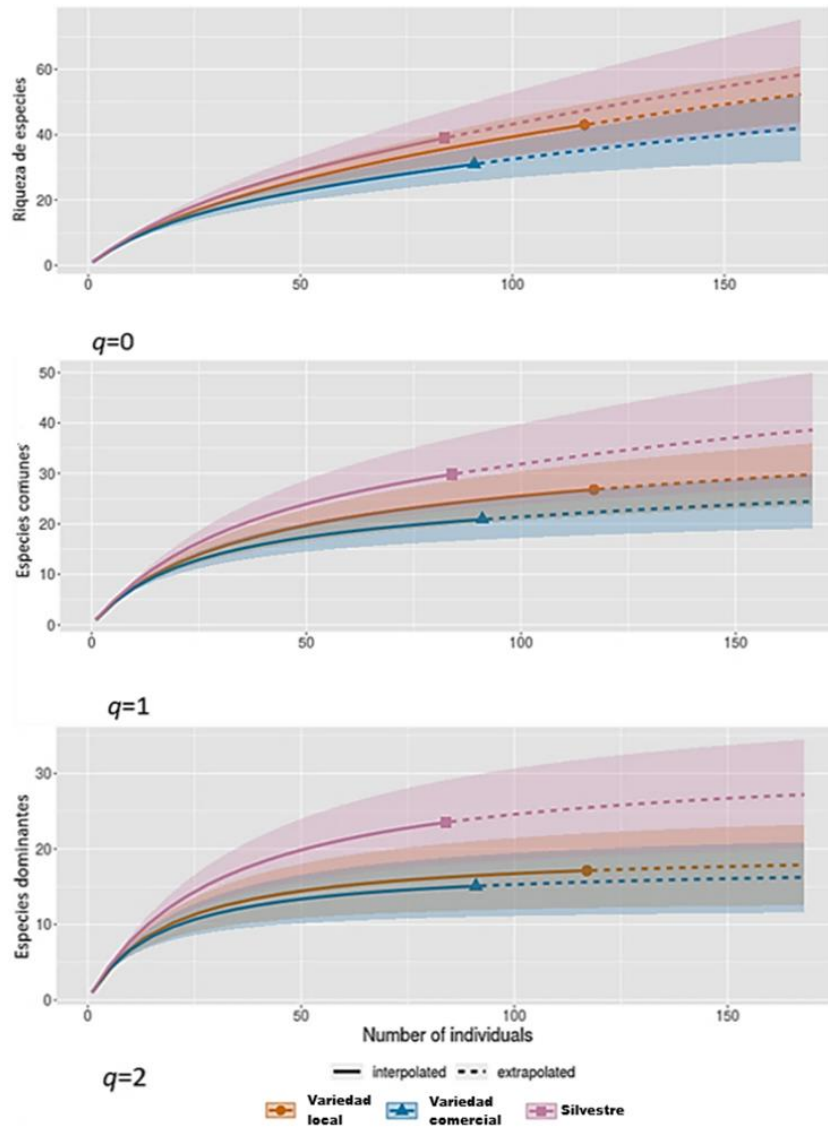 Riqueza de especies
60
40
20
0
0 50 100 150
q=0
Especies comunes
50
40
30
20
10
0
0 50 100 150
q=1
Especies dominantes
30
20
10
0
0 50 100 150
Number of individuals
q=2
interpolated extrapolated
Variedad local Variedad comercial Silvestre